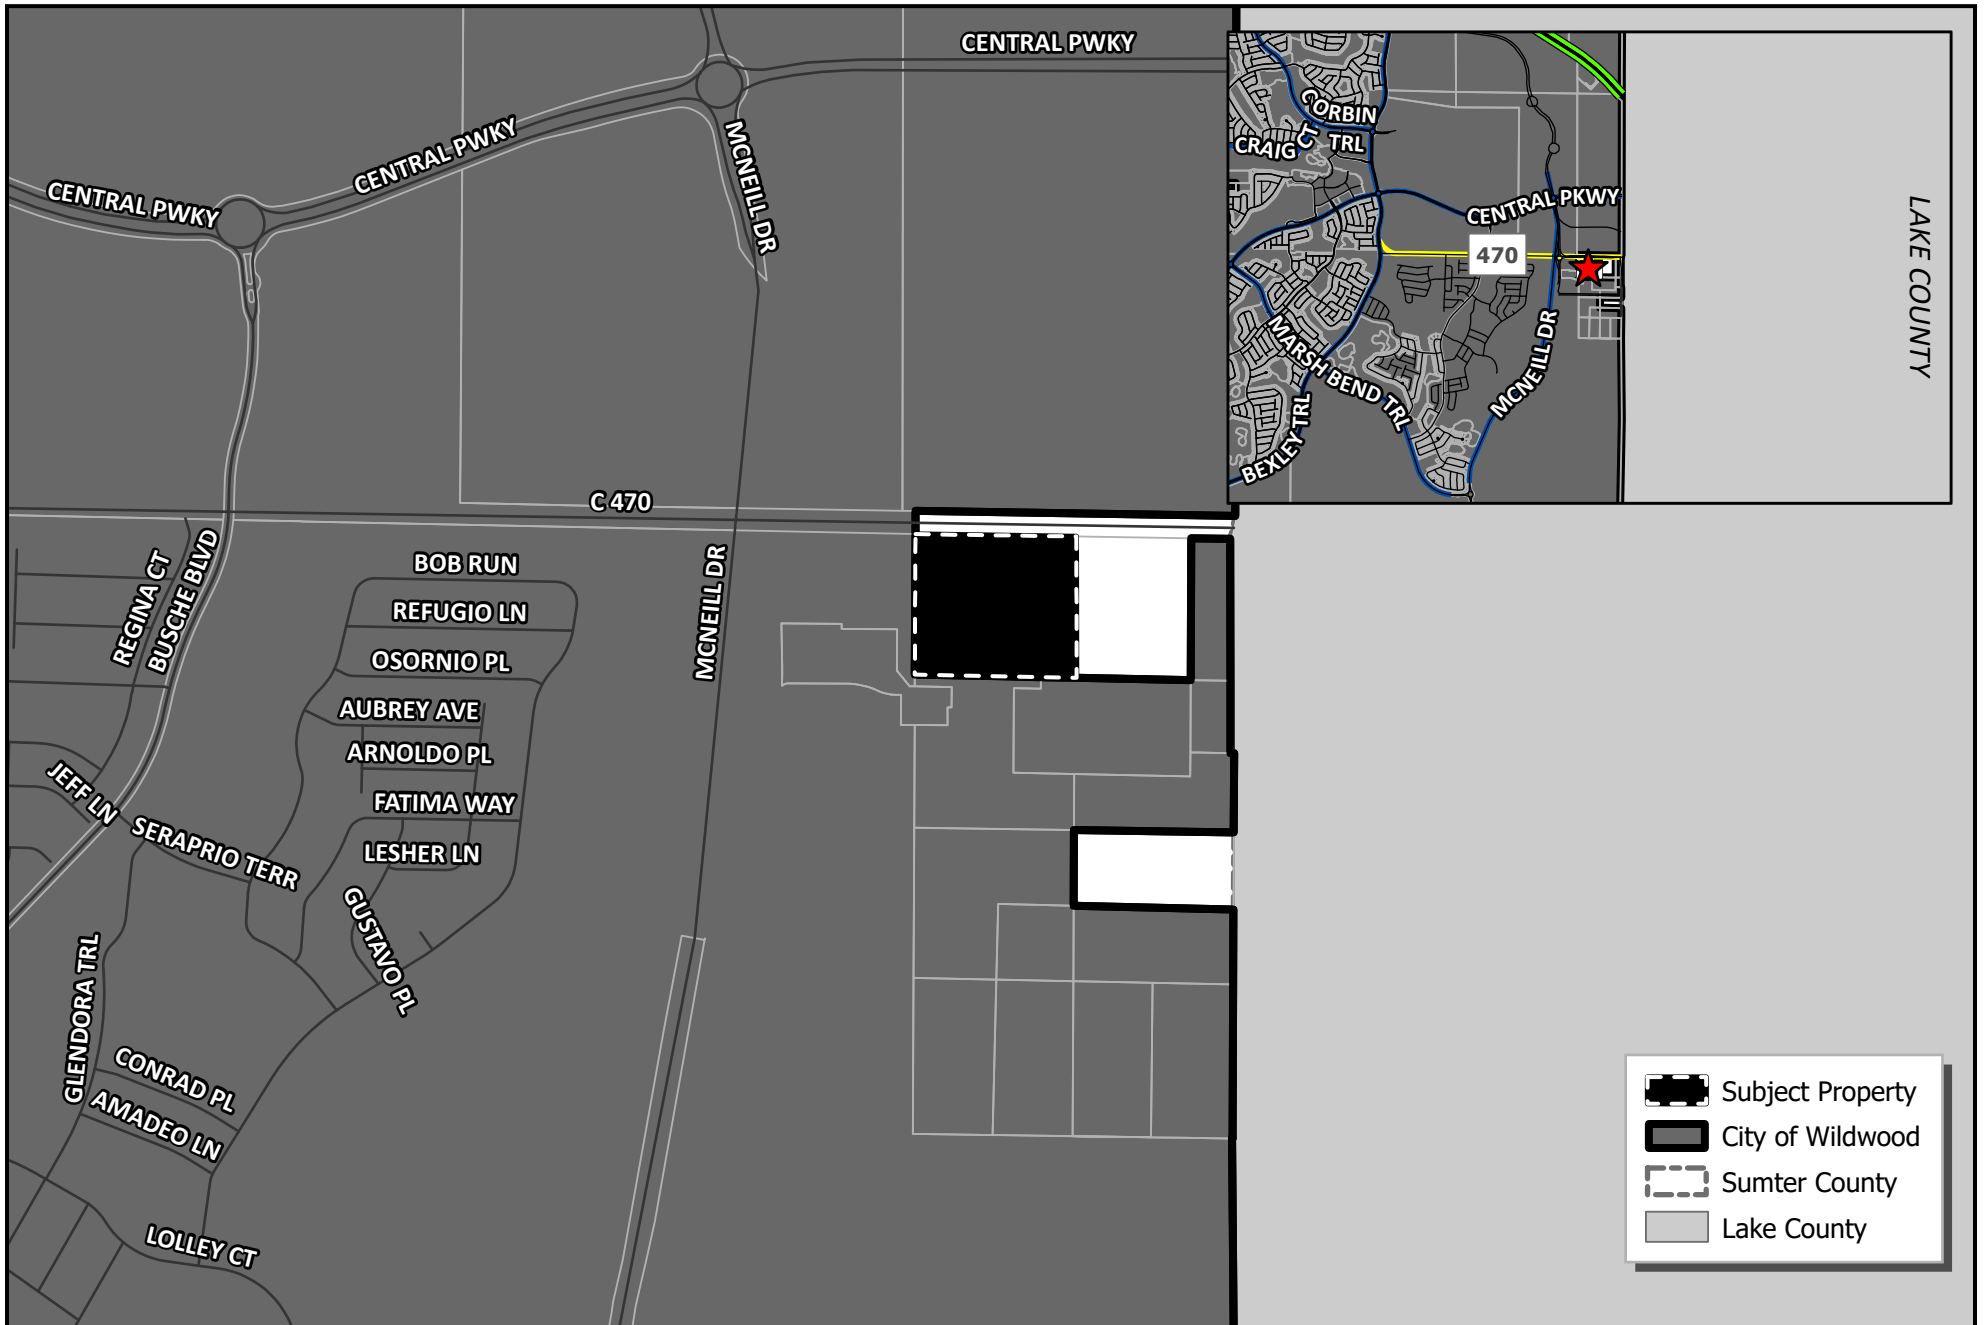 CENTRAL PWKY
CENTRAL PWKY
CENTRAL PWKY
MCNEILL DR
C 470
REGINA CT
BUSCHE BLVD
BOB RUN
REFUGIO LN
OSORNIO PL
AUBREY AVE
ARNOLDO PL
FATIMA WAY
LESHER LN
MCNEILL DR
JEFF LN
SERAPRIO TERR
GUSTAVO PL
GLENDORA TRL
CONRAD PL
AMADEO LN
LOLLEY CT
CORBIN
TRL
CRAIG CT
CENTRAL PKWY
470
MARSH BEND TRL
MCNEILL DR
BEXLEY TRL
LAKE COUNTY
Subject Property
City of Wildwood
Sumter County
Lake County